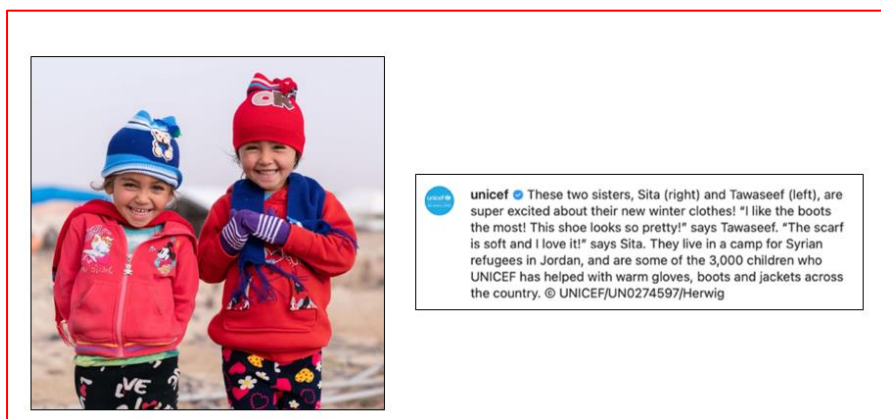 OK
LVE
unicef These two sisters, Sita (right) and Tawaseef (left), are
super excited about their new winter clothes! “I like the boots
the most! This shoe looks so pretty!” says Tawaseef. “The scarf
is soft and I love it!” says Sita. They live in a camp for Syrian
refugees in Jordan, and are some of the 3,000 children who
UNICEF has helped with warm gloves, boots and jackets across
the country. © UNICEF/UN0274597/Herwig
unicef